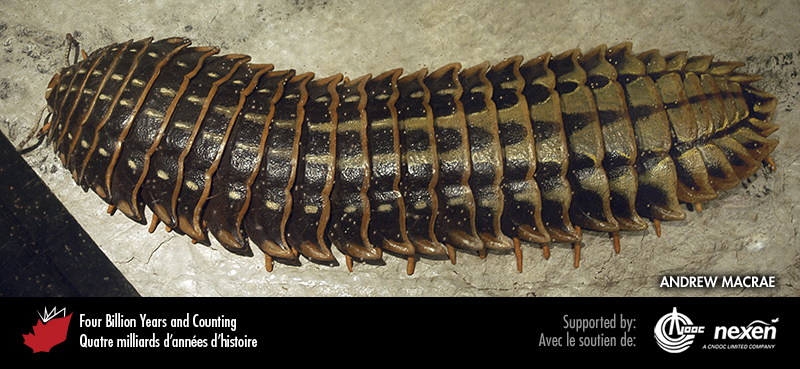 ANDREW MACRAE
Four Billion Years and Counting
Quatre milliards d'années d'histoire
Supported by:
Avec le soutien de:
CNOOC
nexen
A CNOOC LIMITED COMPANY